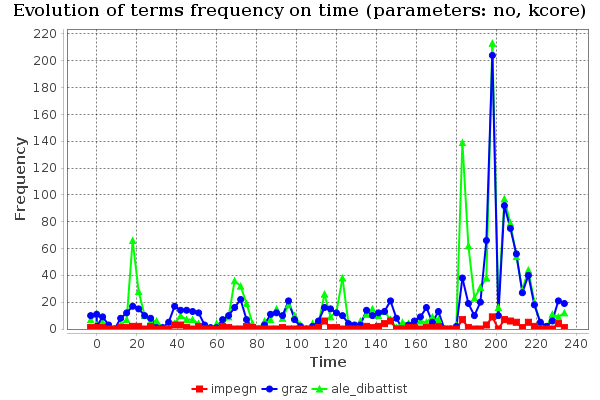 Evolution of terms frequency on time (parameters: no, kcore)
220
200
180
160
140
120
100
80
60
40
20
0
Frequency
0 20 40 60 80 100 120 140 160 180 200 220 240
Time
impegn graz ale_dibattist